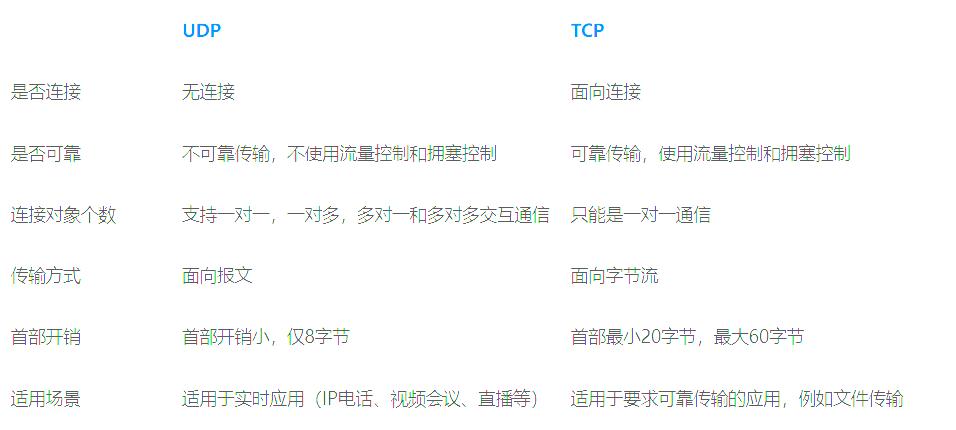 UDP TCP
是否连接 无连接 面向连接
是否可靠 不可靠传输，不使用流量控制和拥塞控制 可靠传输，使用流量控制和拥塞控制
连接对象个数 支持一对一，一对多，多对一和多对多交互通信 只能是一对一通信
传输方式 面向报文 面向字节流
首部开销 首部开销小，仅8字节 首部最小20字节，最大60字节
适用场景 适用于实时应用（IP电话、视频会议、直播等） 适用于要求可靠传输的应用，例如文件传输